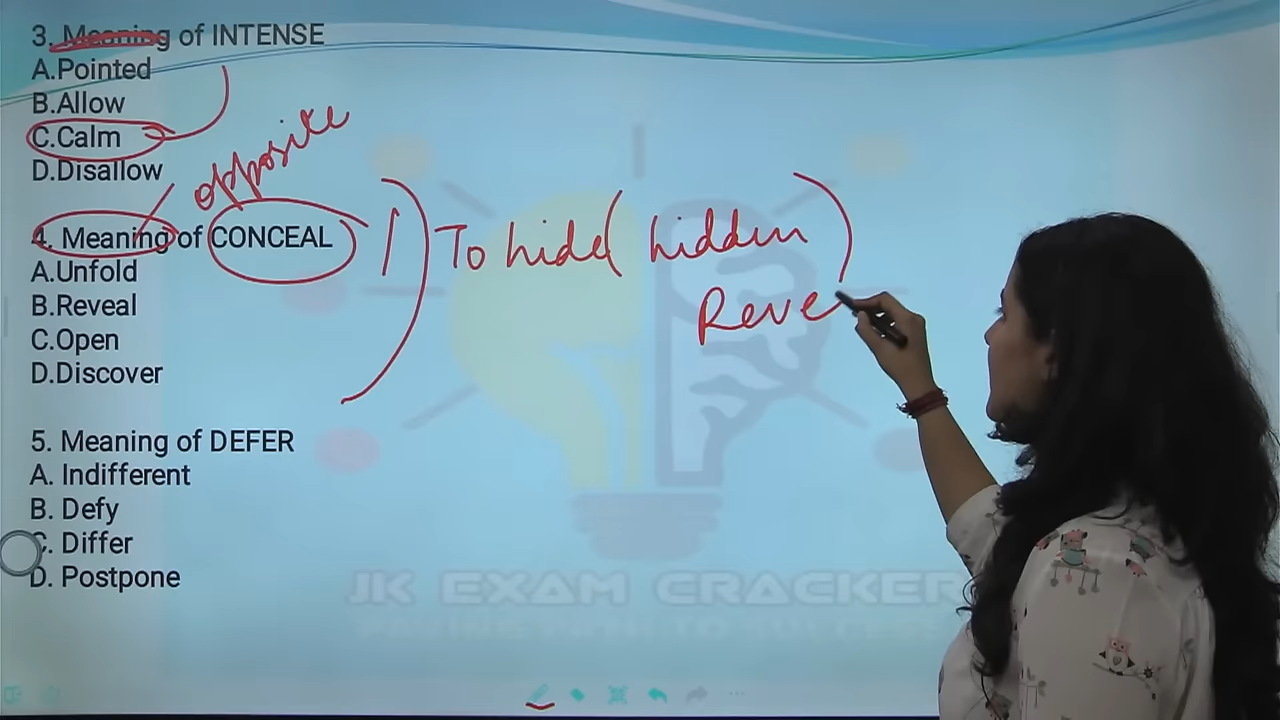 3. Meaning of INTENSE
A.Pointed
B.Allow
C.Calm
D.Disallow
opposite
4. Meaning of CONCEAL
To hide (hidden)
Reve
A.Unfold
B.Reveal
C.Open
D.Discover
5. Meaning of DEFER
A. Indifferent
B. Defy
C. Differ
D. Postpone
JK EXAM CRACKER